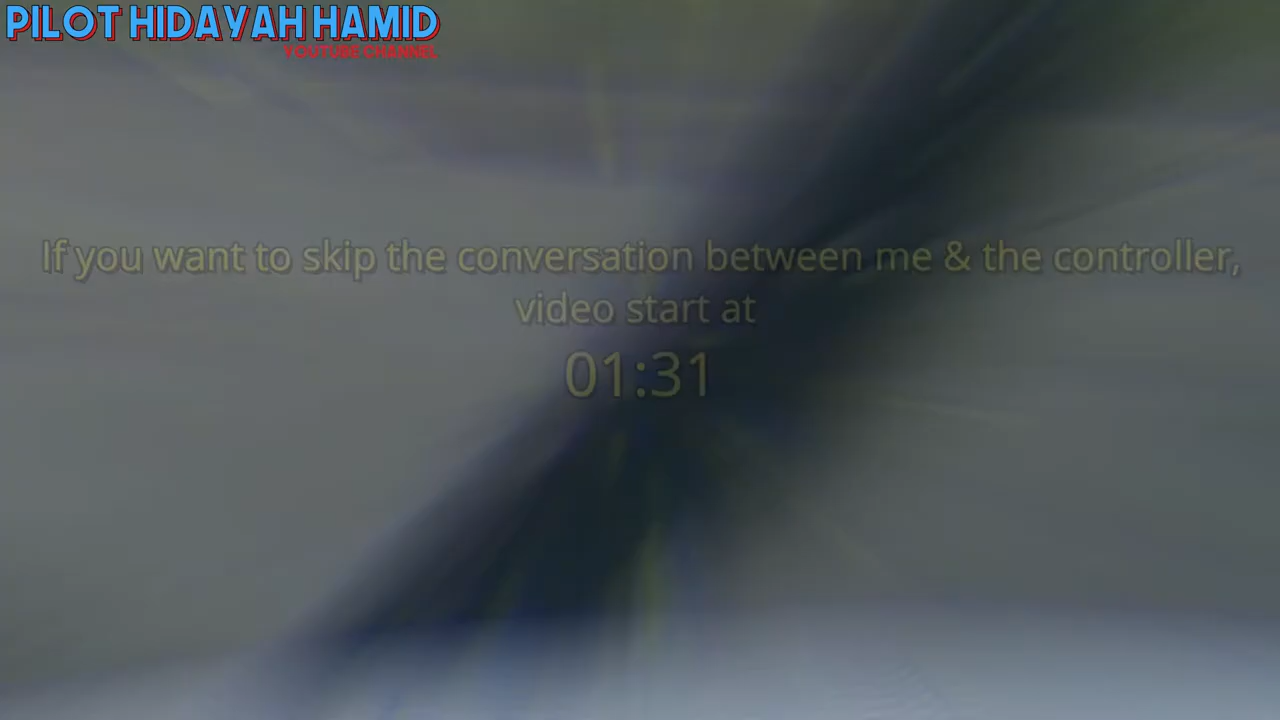 PILOT HIDAYAH HAMID
YOUTUBE CHANNEL
If you want to skip the conversation between me & the controller,
video start at
01:31